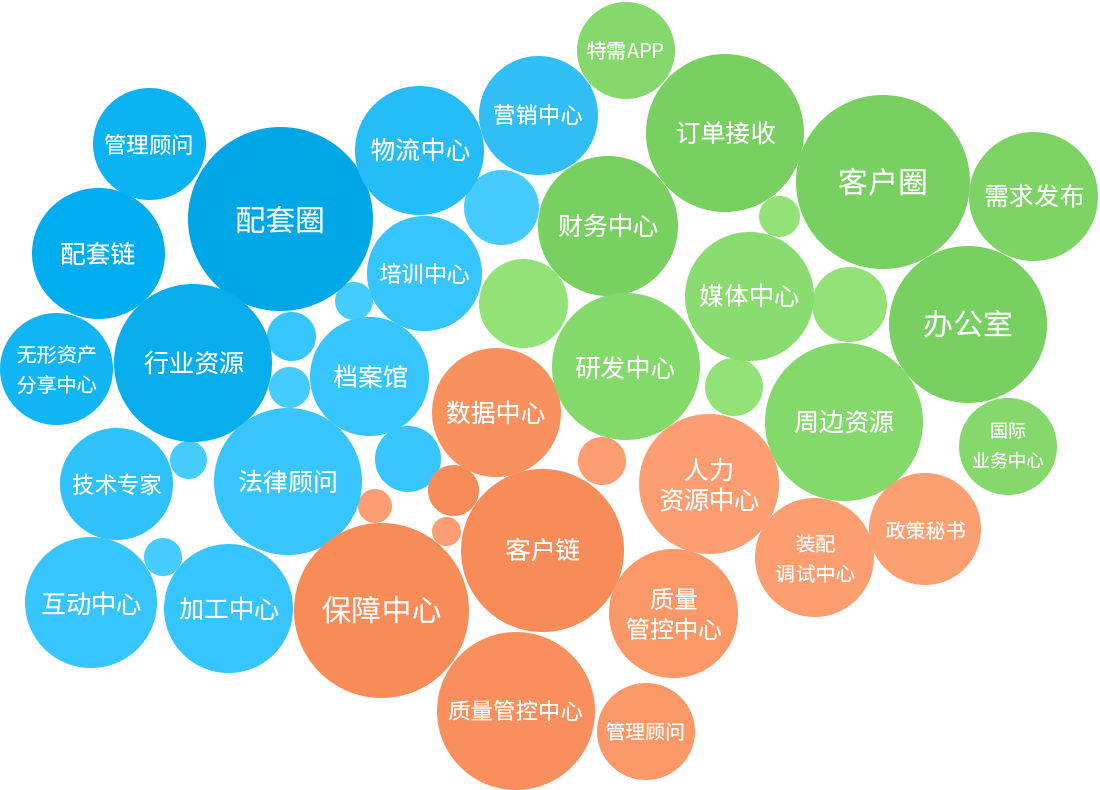 特需APP
营销中心
订单接收
管理顾问
物流中心
客户圈
需求发布
配套圈
财务中心
配套链
培训中心
媒体中心
办公室
无形资产
分享中心
行业资源
档案馆
研发中心
数据中心
周边资源
国际
业务中心
技术专家
法律顾问
人力
资源中心
政策秘书
客户链
装配
调试中心
互动中心
加工中心
保障中心
质量
管控中心
质量管控中心
管理顾问